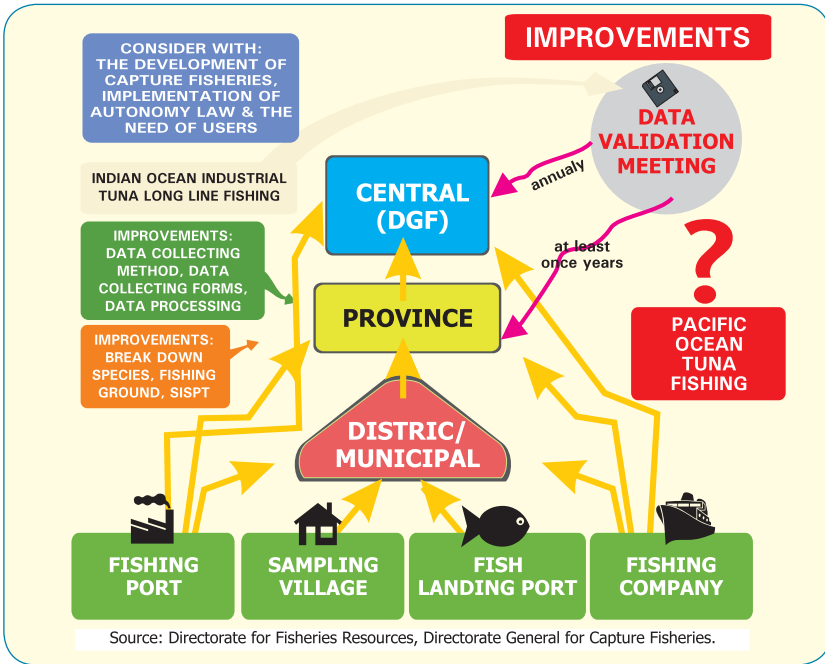 IMPROVEMENTS
CONSIDER WITH:
THE DEVELOPMENT OF
CAPTURE FISHERIES,
IMPLEMENTATION OF
AUTONOMY LAW & THE
NEED OF USERS
DATA
VALIDATION
MEETING
INDIAN OCEAN INDUSTRIAL
TUNA LONG LINE FISHING
CENTRAL
(DGF)
annualy
at least
once years
IMPROVEMENTS:
DATA COLLECTING
METHOD, DATA
COLLECTING FORMS,
DATA PROCESSING
?
PROVINCE
PACIFIC
OCEAN
TUNA
FISHING
IMPROVEMENTS:
BREAK DOWN
SPECIES, FISHING
GROUND, SISPT
DISTRIC/
MUNICIPAL
FISHING
PORT
SAMPLING
VILLAGE
FISH
LANDING PORT
FISHING
COMPANY
Source: Directorate for Fisheries Resources, Directorate General for Capture Fisheries.